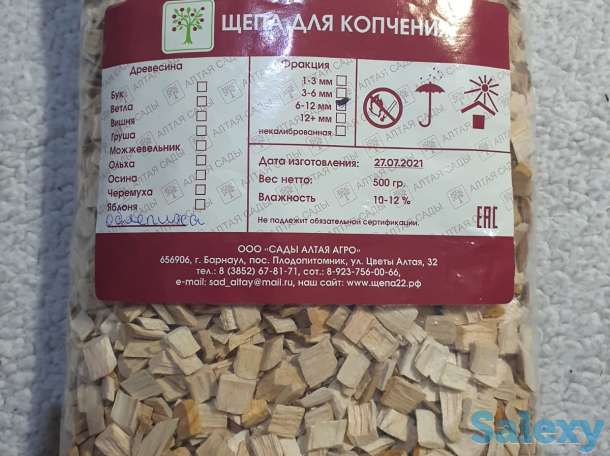 ЩЕПА ДЛЯ КОПЧЕНИЯ
Древесина
Бук
Ветла
Вишня
Груша
Можжевельник
Ольха
Осина
Черемуха
Яблоня
облепиха
Фракция
1-3 мм
3-6 мм
6-12 мм
12+ мм
некалиброванная
Дата изготовления: 27.07.2021
Вес нетто: 500 гр.
Влажность 10-12 %
Не подлежит обязательной сертификации.
EAC
ООО «САДЫ АЛТАЯ АГРО»
656906, г. Барнаул, пос. Плодопитомник, ул. Цветы Алтая, 32
тел.: 8 (3852) 67-81-71, сот.: 8-923-756-00-66,
e-mail: sad_altay@mail.ru, наш сайт: www.щепа22.рф
Salexy